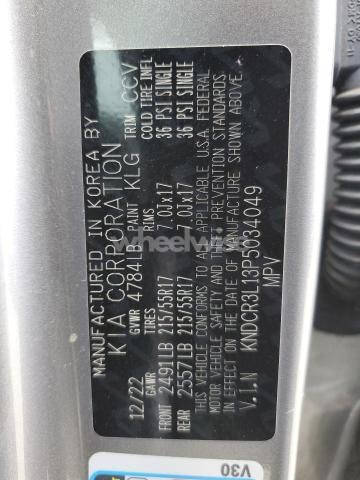 MANUFACTURED IN KOREA BY
KIA CORPORATION
12/22 GVWR 4784LB PAINT KLG TRIM CCV
GAWR TIRES RIMS COLD TIRE INFL
FRONT 2491LB 215/55R17 7.0Jx17 36 PSI SINGLE
REAR 2557LB 215/55R17 7.0Jx17 36 PSI SINGLE
THIS VEHICLE CONFORMS TO ALL APPLICABLE U.S.A. FEDERAL
MOTOR VEHICLE SAFETY AND THEFT PREVENTION STANDARDS
IN EFFECT ON THE DATE OF MANUFACTURE SHOWN ABOVE.
V.I.N KNDCR3L13P5034049
MPV
V30